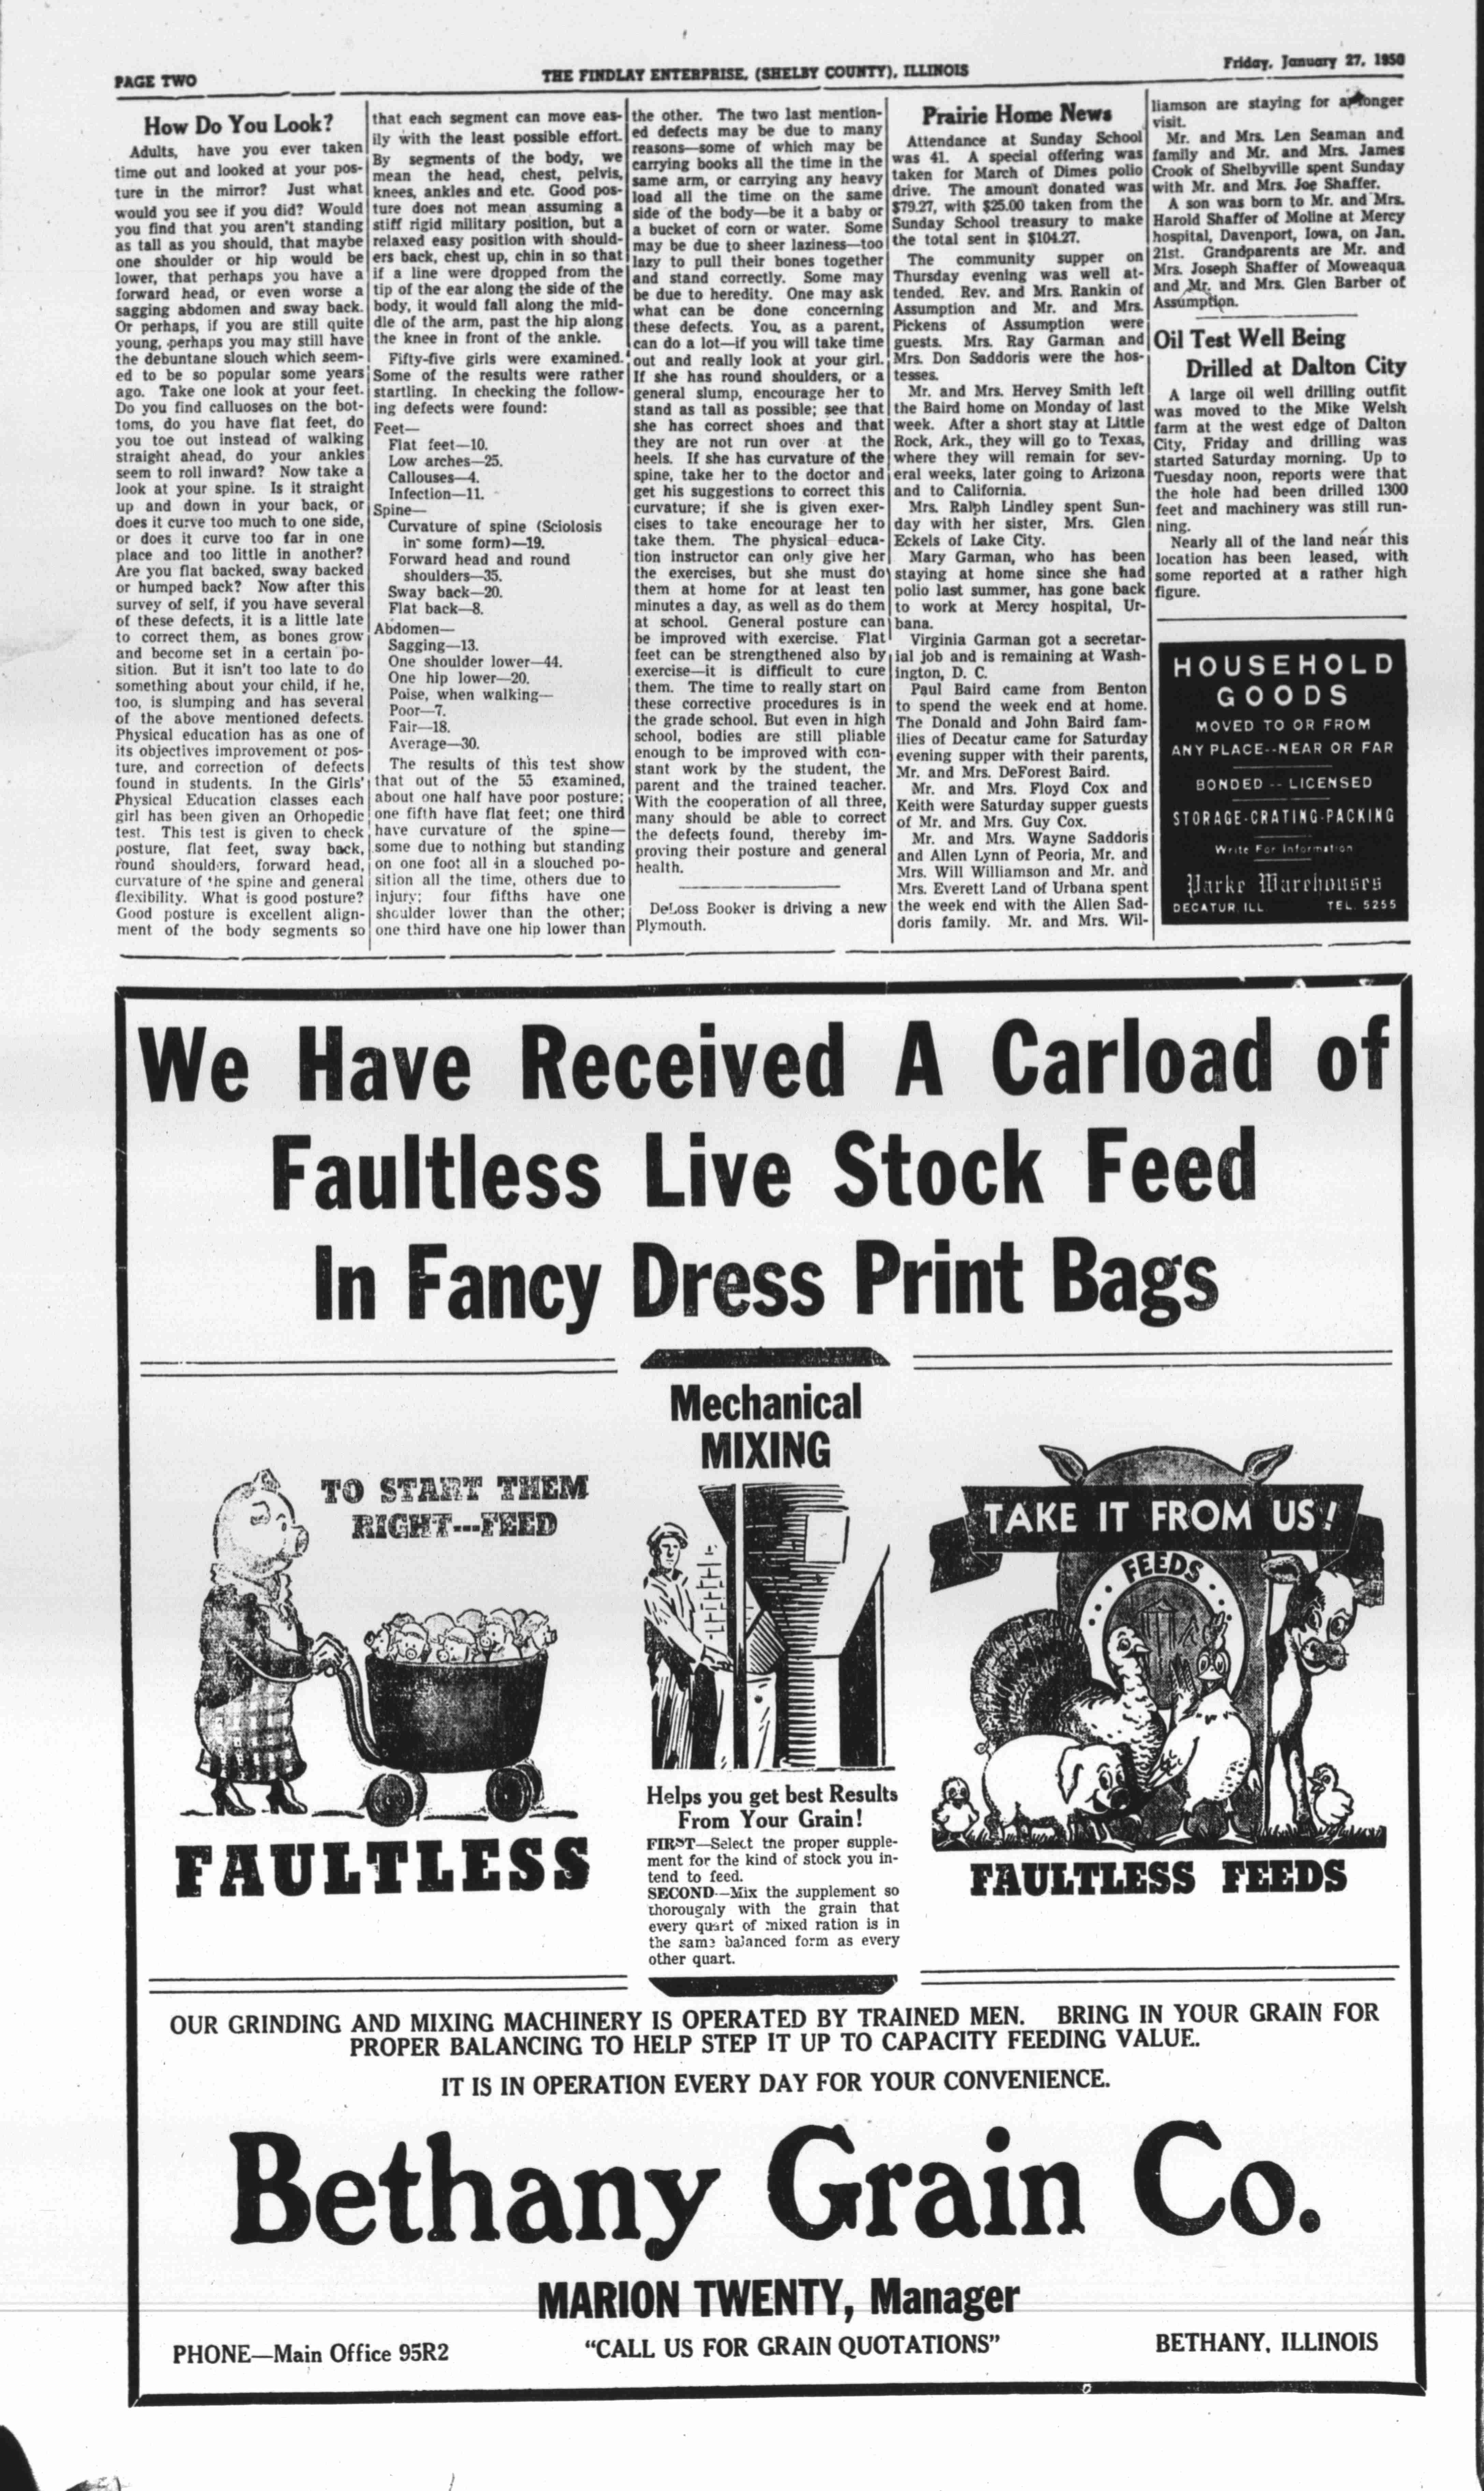 PAGE TWO
THE FINDLAY ENTERPRISE, (SHELBY COUNTY), ILLINOIS
Friday, January 27, 1950
How Do You Look?
Adults, have you ever taken
time out and looked at your pos-
ture in the mirror? Just what
would you see if you did? Would
you find that you aren't standing
as tall as you should, that maybe
one shoulder or hip would be
lower, that perhaps you have a
forward head, or even worse a
sagging abdomen and sway back.
Or perhaps, if you are still quite
young, perhaps you may still have
the debuntane slouch which seem-
ed to be so popular some years
ago. Take one look at your feet.
Do you find calluoses on the bot-
toms, do you have flat feet, do
you toe out instead of walking
straight ahead, do your ankles
seem to roll inward? Now take a
look at your spine. Is it straight
up and down in your back, or
does it curve too much to one side,
or does it curve too far in one
place and too little in another?
Are you flat backed, sway backed
or humped back? Now after this
survey of self, if you have several
of these defects, it is a little late
to correct them, as bones grow
and become set in a certain po-
sition. But it isn't too late to do
something about your child, if he,
too, is slumping and has several
of the above mentioned defects.
Physical education has as one of
its objectives improvement or pos-
ture, and correction of defects
found in students. In the Girls'
Physical Education classes each
girl has been given an Orhopedic
test. This test is given to check
posture, flat feet, sway back,
round shoulders, forward head,
curvature of the spine and general
flexibility. What is good posture?
Good posture is excellent align-
ment of the body segments so
that each segment can move eas-
ily with the least possible effort.
By segments of the body, we
mean the head, chest, pelvis,
knees, ankles and etc. Good pos-
ture does not mean assuming a
stiff rigid military position, but a
relaxed easy position with should-
ers back, chest up, chin in so that
if a line were dropped from the
tip of the ear along the side of the
body, it would fall along the mid-
dle of the arm, past the hip along
the knee in front of the ankle.
Fifty-five girls were examined.
Some of the results were rather
startling. In checking the follow-
ing defects were found:
Feet—
Flat feet—10.
Low arches—25.
Callouses—4.
Infection—11.
Spine—
Curvature of spine (Sciolosis
in some form)—19.
Forward head and round
shoulders—35.
Sway back—20.
Flat back—8.
Abdomen—
Sagging—13.
One shoulder lower—44.
One hip lower—20.
Poise, when walking—
Poor—7.
Fair—18.
Average—30.
The results of this test show
that out of the 55 examined,
about one half have poor posture;
one fifth have flat feet; one third
have curvature of the spine—
some due to nothing but standing
on one foot all in a slouched po-
sition all the time, others due to
injury; four fifths have one
shoulder lower than the other;
one third have one hip lower than
the other. The two last mention-
ed defects may be due to many
reasons—some of which may be
carrying books all the time in the
same arm, or carrying any heavy
load all the time on the same
side of the body—be it a baby or
a bucket of corn or water. Some
may be due to sheer laziness—too
lazy to pull their bones together
and stand correctly. Some may
be due to heredity. One may ask
what can be done concerning
these defects. You, as a parent,
can do a lot—if you will take time
out and really look at your girl.
If she has round shoulders, or a
general slump, encourage her to
stand as tall as possible; see that
she has correct shoes and that
they are not run over at the
heels. If she has curvature of the
spine, take her to the doctor and
get his suggestions to correct this
curvature; if she is given exer-
cises to take encourage her to
take them. The physical educa-
tion instructor can only give her
the exercises, but she must do
them at home for at least ten
minutes a day, as well as do them
at school. General posture can
be improved with exercise. Flat
feet can be strengthened also by
exercise—it is difficult to cure
them. The time to really start on
these corrective procedures is in
the grade school. But even in high
school, bodies are still pliable
enough to be improved with con-
stant work by the student, the
parent and the trained teacher.
With the cooperation of all three,
many should be able to correct
the defects found, thereby im-
proving their posture and general
health.
DeLoss Booker is driving a new
Plymouth.
Prairie Home News
Attendance at Sunday School
was 41. A special offering was
taken for March of Dimes polio
drive. The amount donated was
$79.27, with $25.00 taken from the
Sunday School treasury to make
the total sent in $104.27.
The community supper on
Thursday evening was well at-
tended. Rev. and Mrs. Rankin of
Assumption and Mr. and Mrs.
Pickens of Assumption were
guests. Mrs. Ray Garman and
Mrs. Don Saddoris were the hos-
tesses.
Mr. and Mrs. Hervey Smith left
the Baird home on Monday of last
week. After a short stay at Little
Rock, Ark., they will go to Texas,
where they will remain for sev-
eral weeks, later going to Arizona
and to California.
Mrs. Ralph Lindley spent Sun-
day with her sister, Mrs. Glen
Eckels of Lake City.
Mary Garman, who has been
staying at home since she had
polio last summer, has gone back
to work at Mercy hospital, Ur-
bana.
Virginia Garman got a secretar-
ial job and is remaining at Wash-
ington, D. C.
Paul Baird came from Benton
to spend the week end at home.
The Donald and John Baird fam-
ilies of Decatur came for Saturday
evening supper with their parents,
Mr. and Mrs. DeForest Baird.
Mr. and Mrs. Floyd Cox and
Keith were Saturday supper guests
of Mr. and Mrs. Guy Cox.
Mr. and Mrs. Wayne Saddoris
and Allen Lynn of Peoria, Mr. and
Mrs. Will Williamson and Mr. and
Mrs. Everett Land of Urbana spent
the week end with the Allen Sad-
doris family. Mr. and Mrs. Wil-
liamson are staying for a longer
visit.
Mr. and Mrs. Len Seaman and
family and Mr. and Mrs. James
Crook of Shelbyville spent Sunday
with Mr. and Mrs. Joe Shaffer.
A son was born to Mr. and Mrs.
Harold Shaffer of Moline at Mercy
hospital, Davenport, Iowa, on Jan.
21st. Grandparents are Mr. and
Mrs. Joseph Shaffer of Moweaqua
and Mr. and Mrs. Glen Barber of
Assumption.
Oil Test Well Being
Drilled at Dalton City
A large oil well drilling outfit
was moved to the Mike Welsh
farm at the west edge of Dalton
City, Friday and drilling was
started Saturday morning. Up to
Tuesday noon, reports were that
the hole had been drilled 1300
feet and machinery was still run-
ning.
Nearly all of the land near this
location has been leased, with
some reported at a rather high
figure.
HOUSEHOLD
GOODS
MOVED TO OR FROM
ANY PLACE--NEAR OR FAR
BONDED -- LICENSED
STORAGE-CRATING-PACKING
Write For Information
Parke Warehouses
DECATUR, ILL TEL. 5255
We Have Received A Carload of
Faultless Live Stock Feed
In Fancy Dress Print Bags
TO START THEM
RIGHT---FEED
FAULTLESS
Mechanical
MIXING
Helps you get best Results
From Your Grain!
FIRST—Select the proper supple-
ment for the kind of stock you in-
tend to feed.
SECOND—Mix the supplement so
thoroughly with the grain that
every quart of mixed ration is in
the same balanced form as every
other quart.
TAKE IT FROM US!
FEEDS
FAULTLESS FEEDS
OUR GRINDING AND MIXING MACHINERY IS OPERATED BY TRAINED MEN. BRING IN YOUR GRAIN FOR
PROPER BALANCING TO HELP STEP IT UP TO CAPACITY FEEDING VALUE.
IT IS IN OPERATION EVERY DAY FOR YOUR CONVENIENCE.
Bethany Grain Co.
MARION TWENTY, Manager
PHONE—Main Office 95R2
"CALL US FOR GRAIN QUOTATIONS"
BETHANY, ILLINOIS